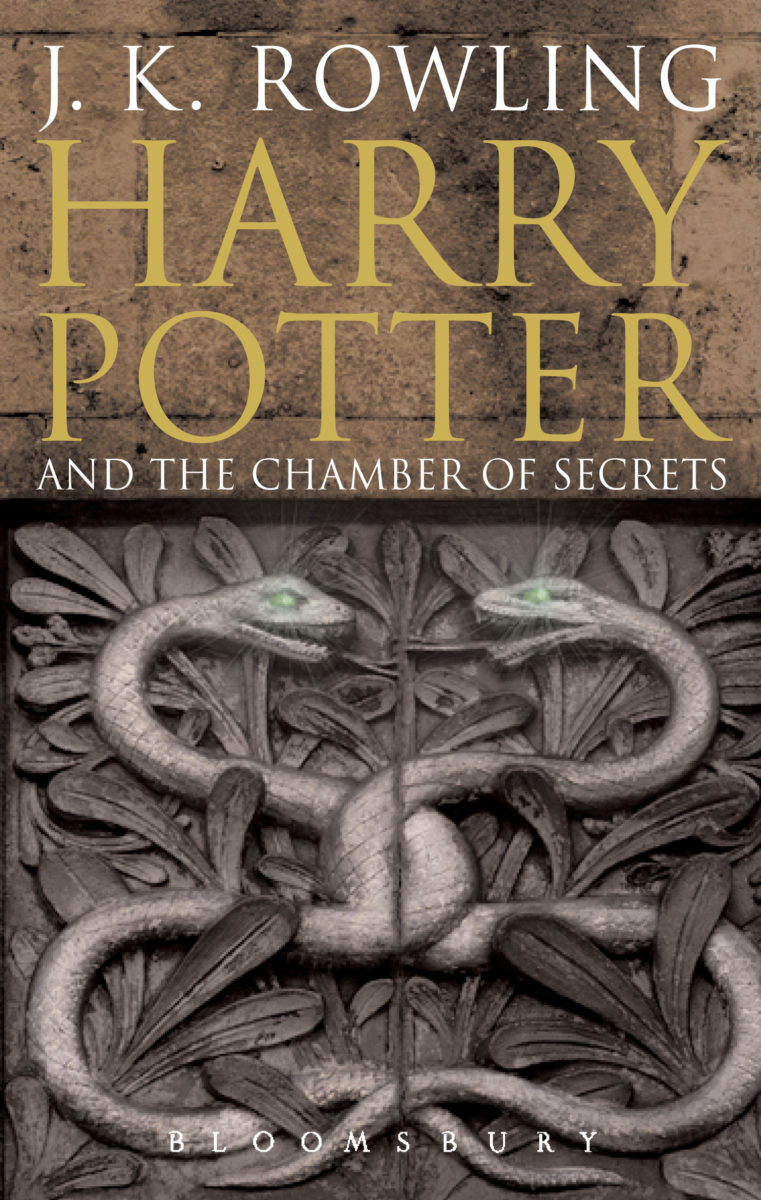 J. K. ROWLING
HARRY
POTTER
AND THE CHAMBER OF SECRETS
BLOOMSBURY